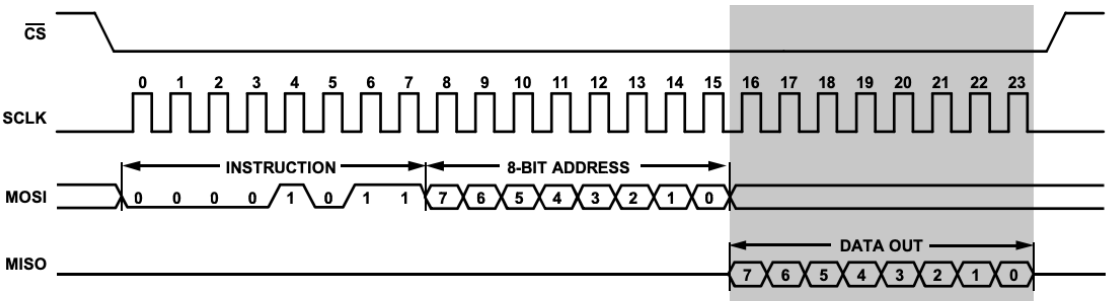 CS
0 1 2 3 4 5 6 7 8 9 10 11 12 13 14 15 16 17 18 19 20 21 22 23
SCLK
INSTRUCTION 8-BIT ADDRESS
MOSI 0 0 0 0 1 0 1 1 7 6 5 4 3 2 1 0
DATA OUT
MISO 7 6 5 4 3 2 1 0